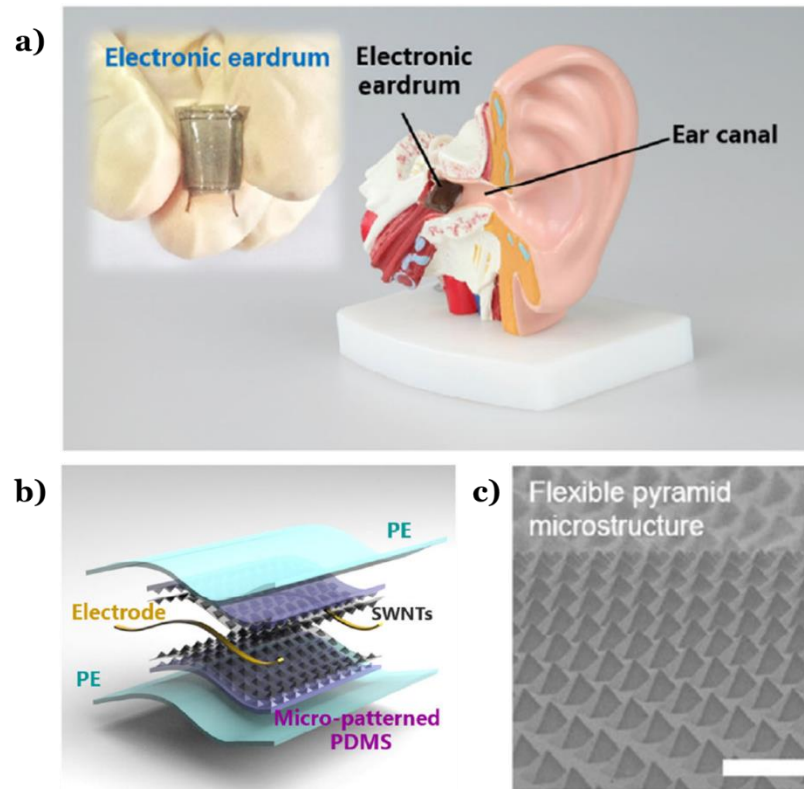 a)
Electronic eardrum
Electronic
eardrum
Ear canal
b)
PE
Electrode
SWNTs
PE
Micro-patterned
PDMS
c)
Flexible pyramid
microstructure